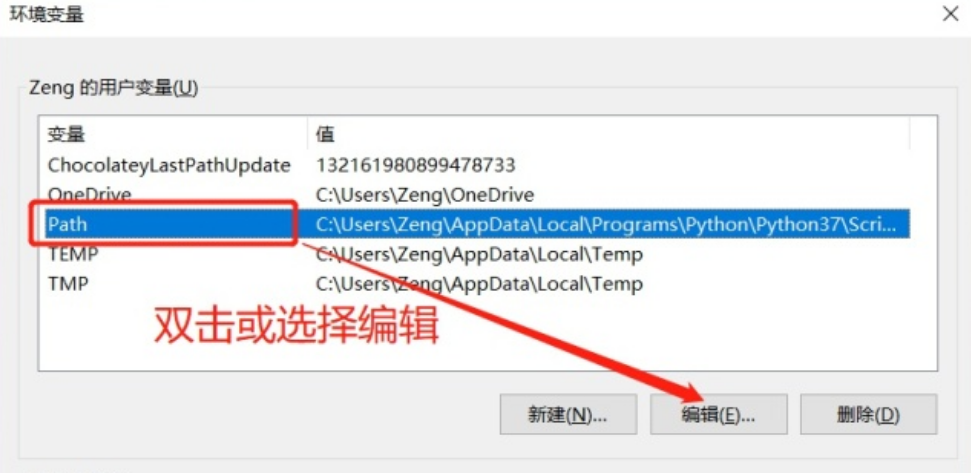 环境变量
Zeng 的用户变量(U)
变量 值
ChocolateyLastPathUpdate 132161980899478733
OneDrive C:\Users\Zeng\OneDrive
Path C:\Users\Zeng\AppData\Local\Programs\Python\Python37\Scri...
TEMP C:\Users\Zeng\AppData\Local\Temp
TMP C:\Users\Zeng\AppData\Local\Temp
双击或选择编辑
新建(N)... 编辑(E)... 删除(D)